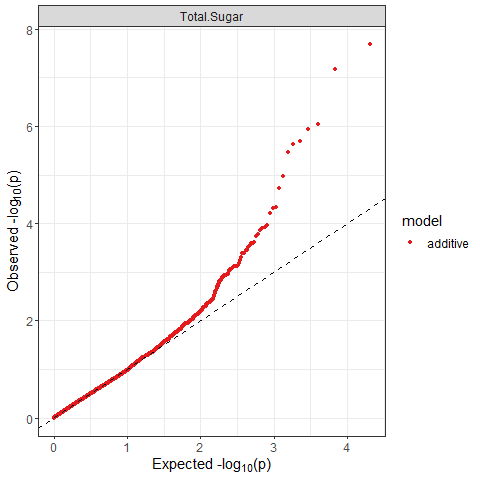 Total.Sugar
8
6
4
2
0
Observed -log10(p)
0 1 2 3 4
Expected -log10(p)
model
additive